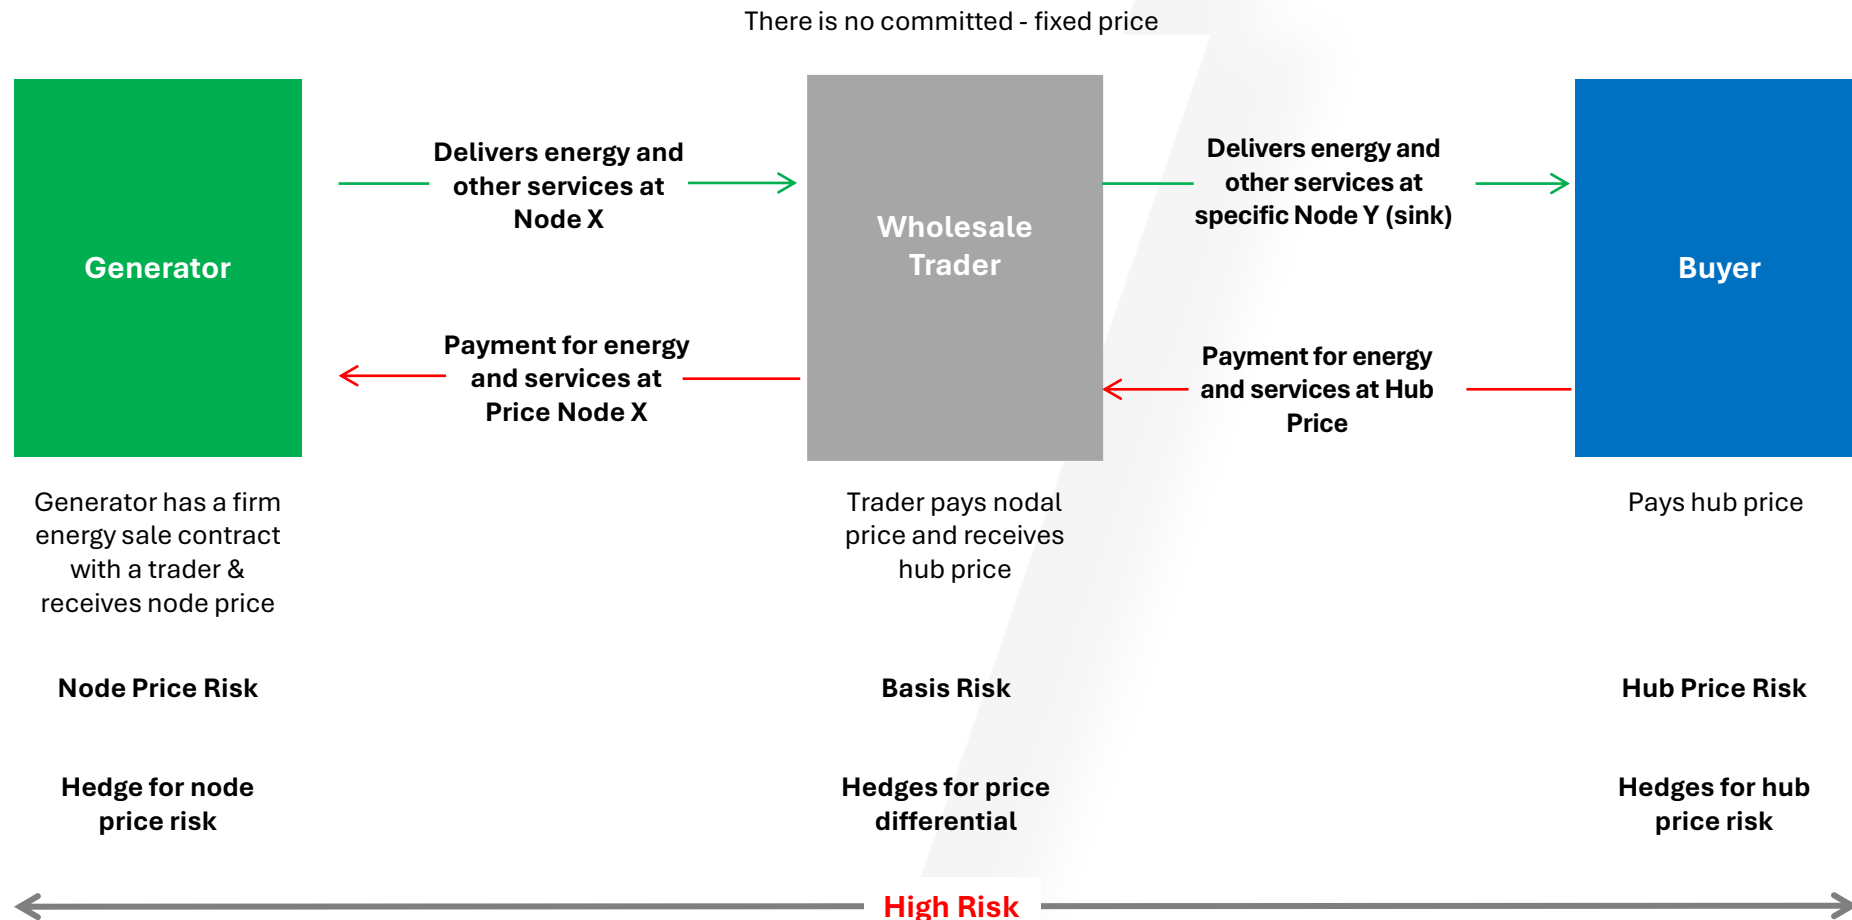 There is no committed - fixed price
Generator
Delivers energy and
other services at
Node X
Payment for energy
and services at
Price Node X
Wholesale
Trader
Delivers energy and
other services at
specific Node Y (sink)
Payment for energy
and services at Hub
Price
Buyer
Generator has a firm
energy sale contract
with a trader &
receives node price
Trader pays nodal
price and receives
hub price
Pays hub price
Node Price Risk
Basis Risk
Hub Price Risk
Hedge for node
price risk
Hedges for price
differential
Hedges for hub
price risk
High Risk